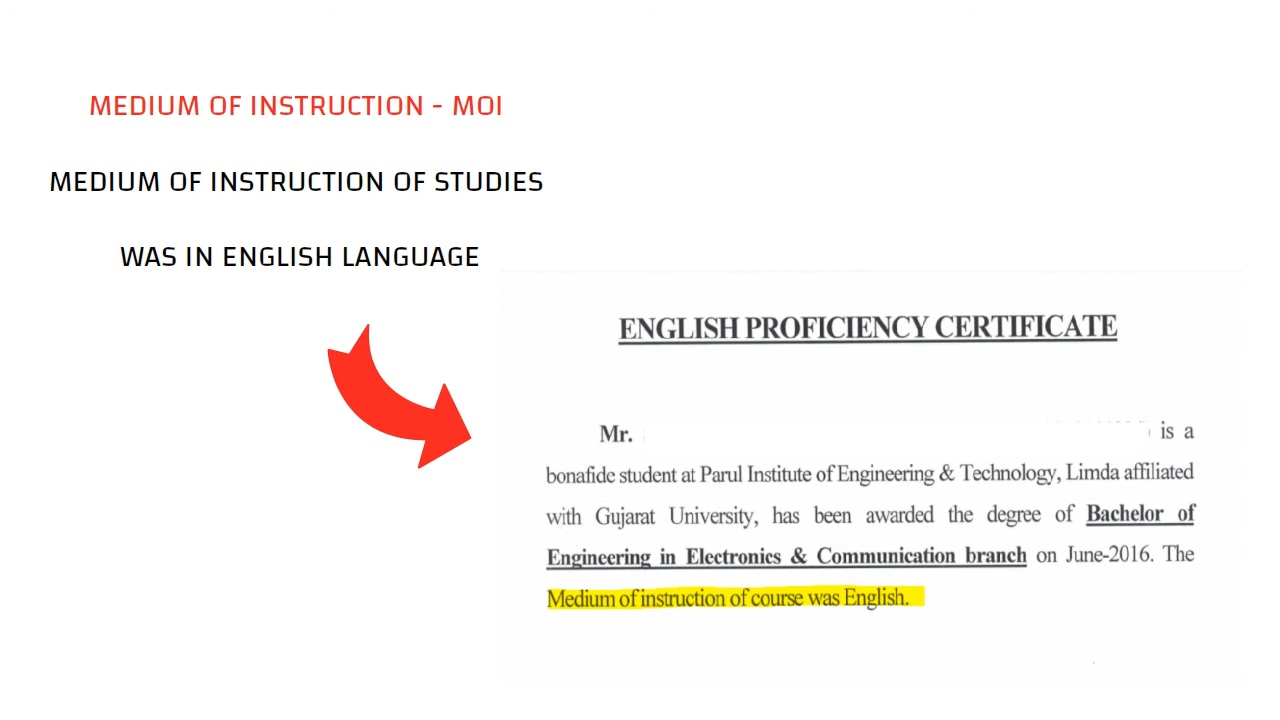 MEDIUM OF INSTRUCTION - MOI
MEDIUM OF INSTRUCTION OF STUDIES
WAS IN ENGLISH LANGUAGE
ENGLISH PROFICIENCY CERTIFICATE
Mr. is a
bonafide student at Parul Institute of Engineering & Technology, Limda affiliated
with Gujarat University, has been awarded the degree of Bachelor of
Engineering in Electronics & Communication branch on June-2016. The
Medium of instruction of course was English.